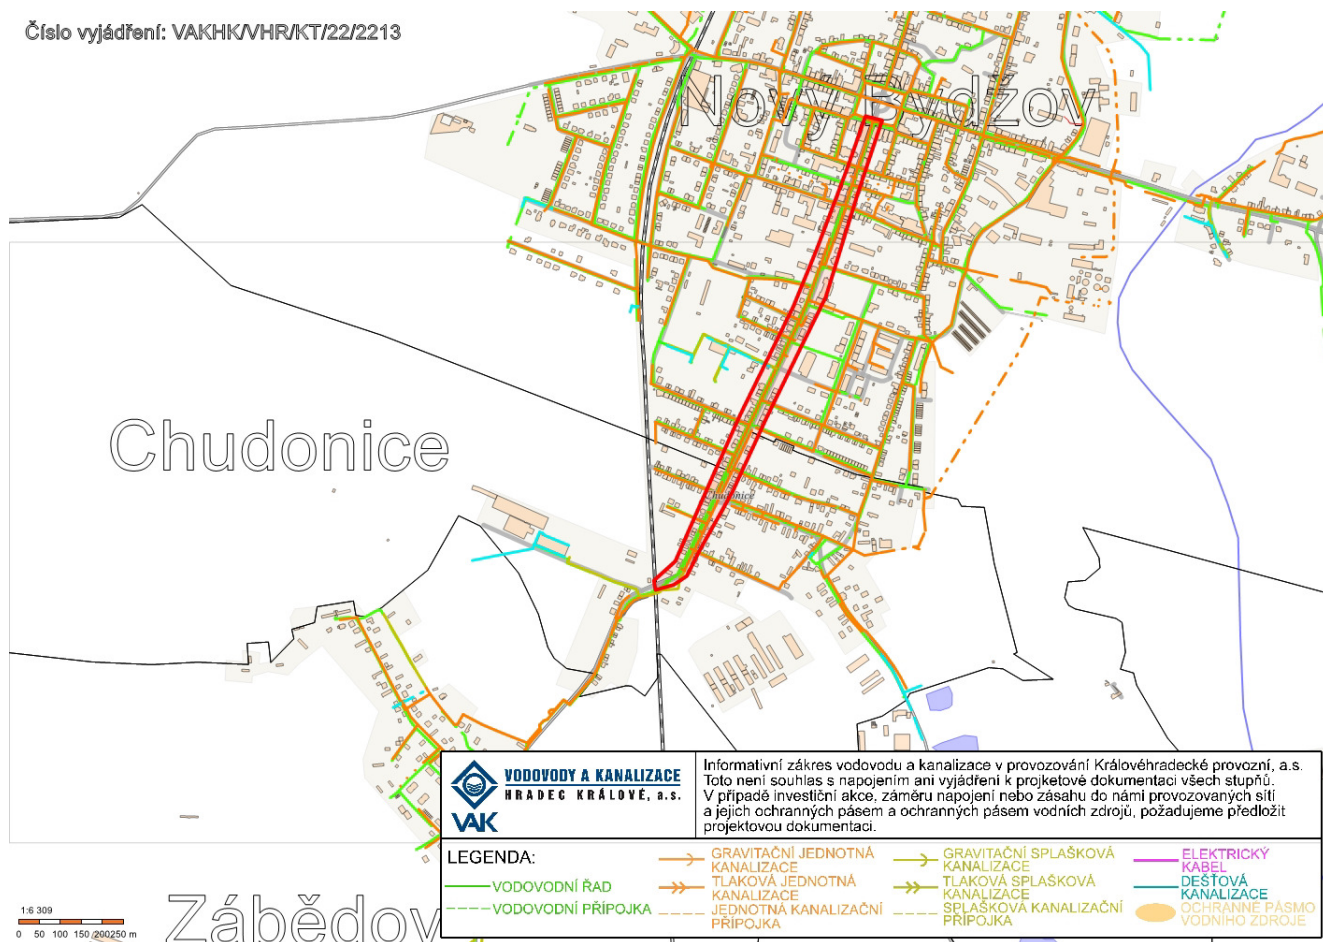 Číslo vyjádření: VAKHK/VHR/KT/22/2213
Nový Bydžov
Chudonice
Chudonice
Zábědov
VODOVODY A KANALIZACE
HRADEC KRÁLOVÉ, a.s.
VAK
Informativní zákres vodovodu a kanalizace v provozování Královéhradecké provozní, a.s.
Toto není souhlas s napojením ani vyjádření k projketové dokumentaci všech stupňů.
V případě investiční akce, záměru napojení nebo zásahu do námi provozovaných sítí
a jejich ochranných pásem a ochranných pásem vodních zdrojů, požadujeme předložit
projektovou dokumentaci.
LEGENDA:
VODOVODNÍ ŘAD
VODOVODNÍ PŘÍPOJKA
GRAVITAČNÍ JEDNOTNÁ
KANALIZACE
TLAKOVÁ JEDNOTNÁ
KANALIZACE
JEDNOTNÁ KANALIZAČNÍ
PŘÍPOJKA
GRAVITAČNÍ SPLAŠKOVÁ
KANALIZACE
TLAKOVÁ SPLAŠKOVÁ
KANALIZACE
SPLAŠKOVÁ KANALIZAČNÍ
PŘÍPOJKA
ELEKTRICKÝ
KABEL
DEŠŤOVÁ
KANALIZACE
OCHRANNÉ PÁSMO
VODNÍHO ZDROJE
1:6 309
0 50 100 150 200250 m